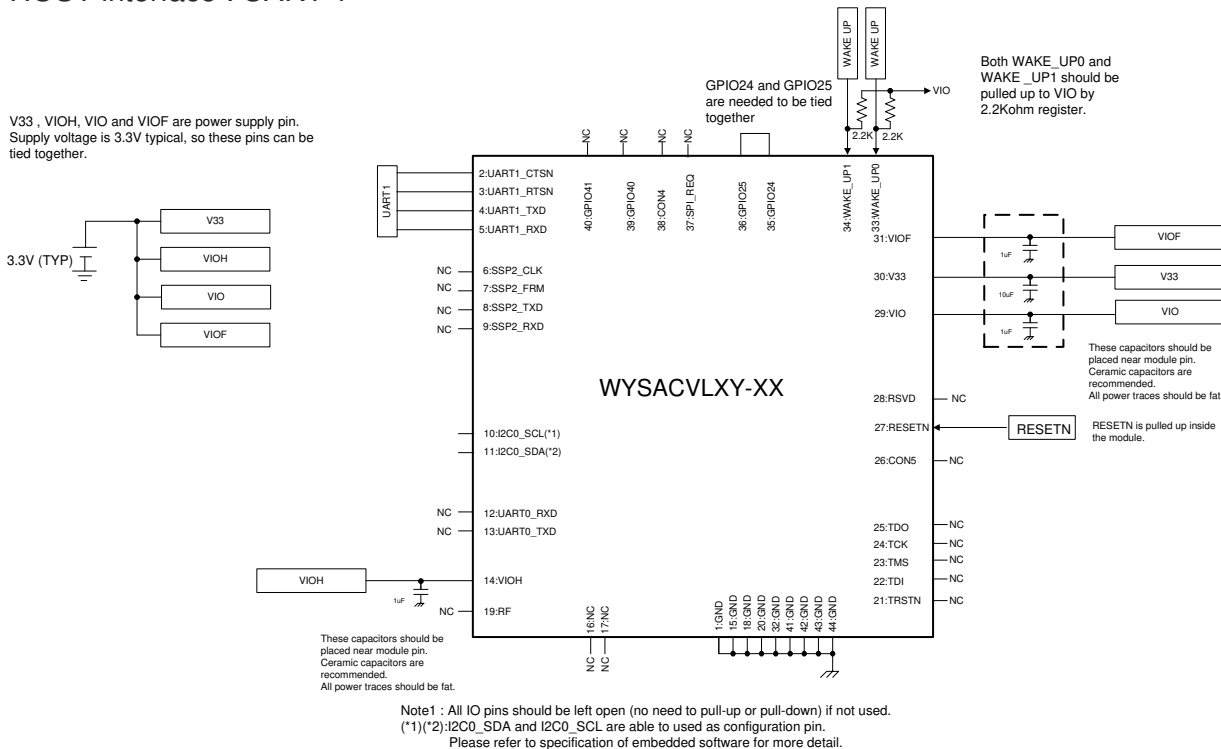 WAKE UP
WAKE UP
Both WAKE_UP0 and
WAKE _UP1 should be
pulled up to VIO by
2.2Kohm register.
GPIO24 and GPIO25
are needed to be tied
together
VIO
2.2K
2.2K
V33 , VIOH, VIO and VIOF are power supply pin.
Supply voltage is 3.3V typical, so these pins can be
tied together.
3.3V (TYP)
V33
VIOH
VIO
VIOF
UART1
2:UART1_CTSN
3:UART1_RTSN
4:UART1_TXD
5:UART1_RXD
NC
6:SSP2_CLK
NC
7:SSP2_FRM
NC
8:SSP2_TXD
NC
9:SSP2_RXD
10:I2C0_SCL(*1)
11:I2C0_SDA(*2)
NC
12:UART0_RXD
NC
13:UART0_TXD
VIOH
1uF
14:VIOH
NC
19:RF
NC
NC
NC
NC
40:GPIO41
39:GPIO40
38:CON4
37:SPI_REQ
36:GPIO25
35:GPIO24
34:WAKE_UP1
33:WAKE_UP0
WYSACVLXY-XX
31:VIOF
1uF
VIOF
30:V33
10uF
V33
29:VIO
1uF
VIO
These capacitors should be
placed near module pin.
Ceramic capacitors are
recommended.
All power traces should be fat
28:RSVD
NC
27:RESETN
RESETN
RESETN is pulled up inside
the module.
26:CON5
NC
25:TDO
NC
24:TCK
NC
23:TMS
NC
22:TDI
NC
21:TRSTN
NC
16:NC
17:NC
NC
NC
1:GND
15:GND
18:GND
20:GND
32:GND
41:GND
42:GND
43:GND
44:GND
These capacitors should be
placed near module pin.
Ceramic capacitors are
recommended.
All power traces should be fat.
Note1 : All IO pins should be left open (no need to pull-up or pull-down) if not used.
(*1)(*2):I2C0_SDA and I2C0_SCL are able to used as configuration pin.
Please refer to specification of embedded software for more detail.